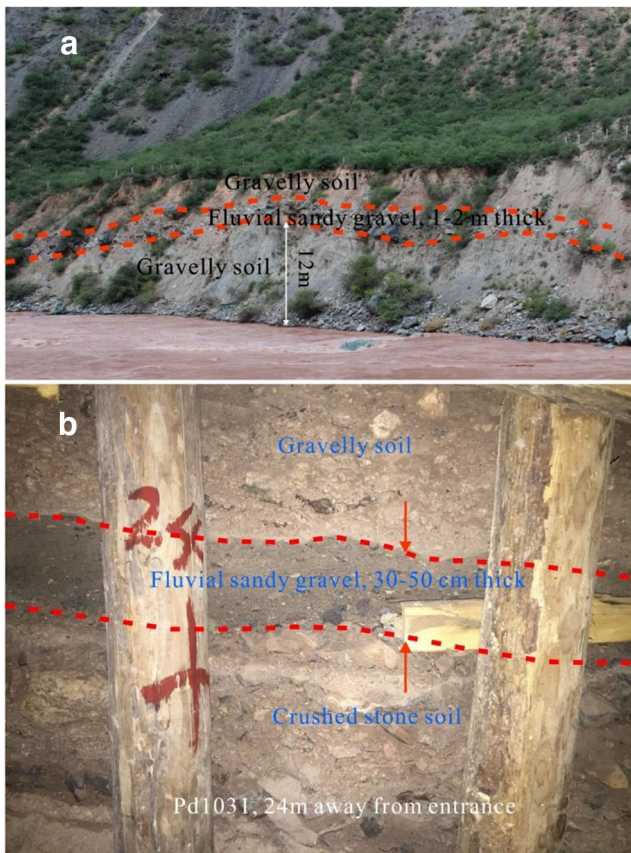 a
Gravelly soil
Fluvial sandy gravel, 1-2 m thick
Gravelly soil
12m
b
Gravelly soil
24
Fluvial sandy gravel, 30-50 cm thick
Crushed stone soil
Pd1031, 24m away from entrance